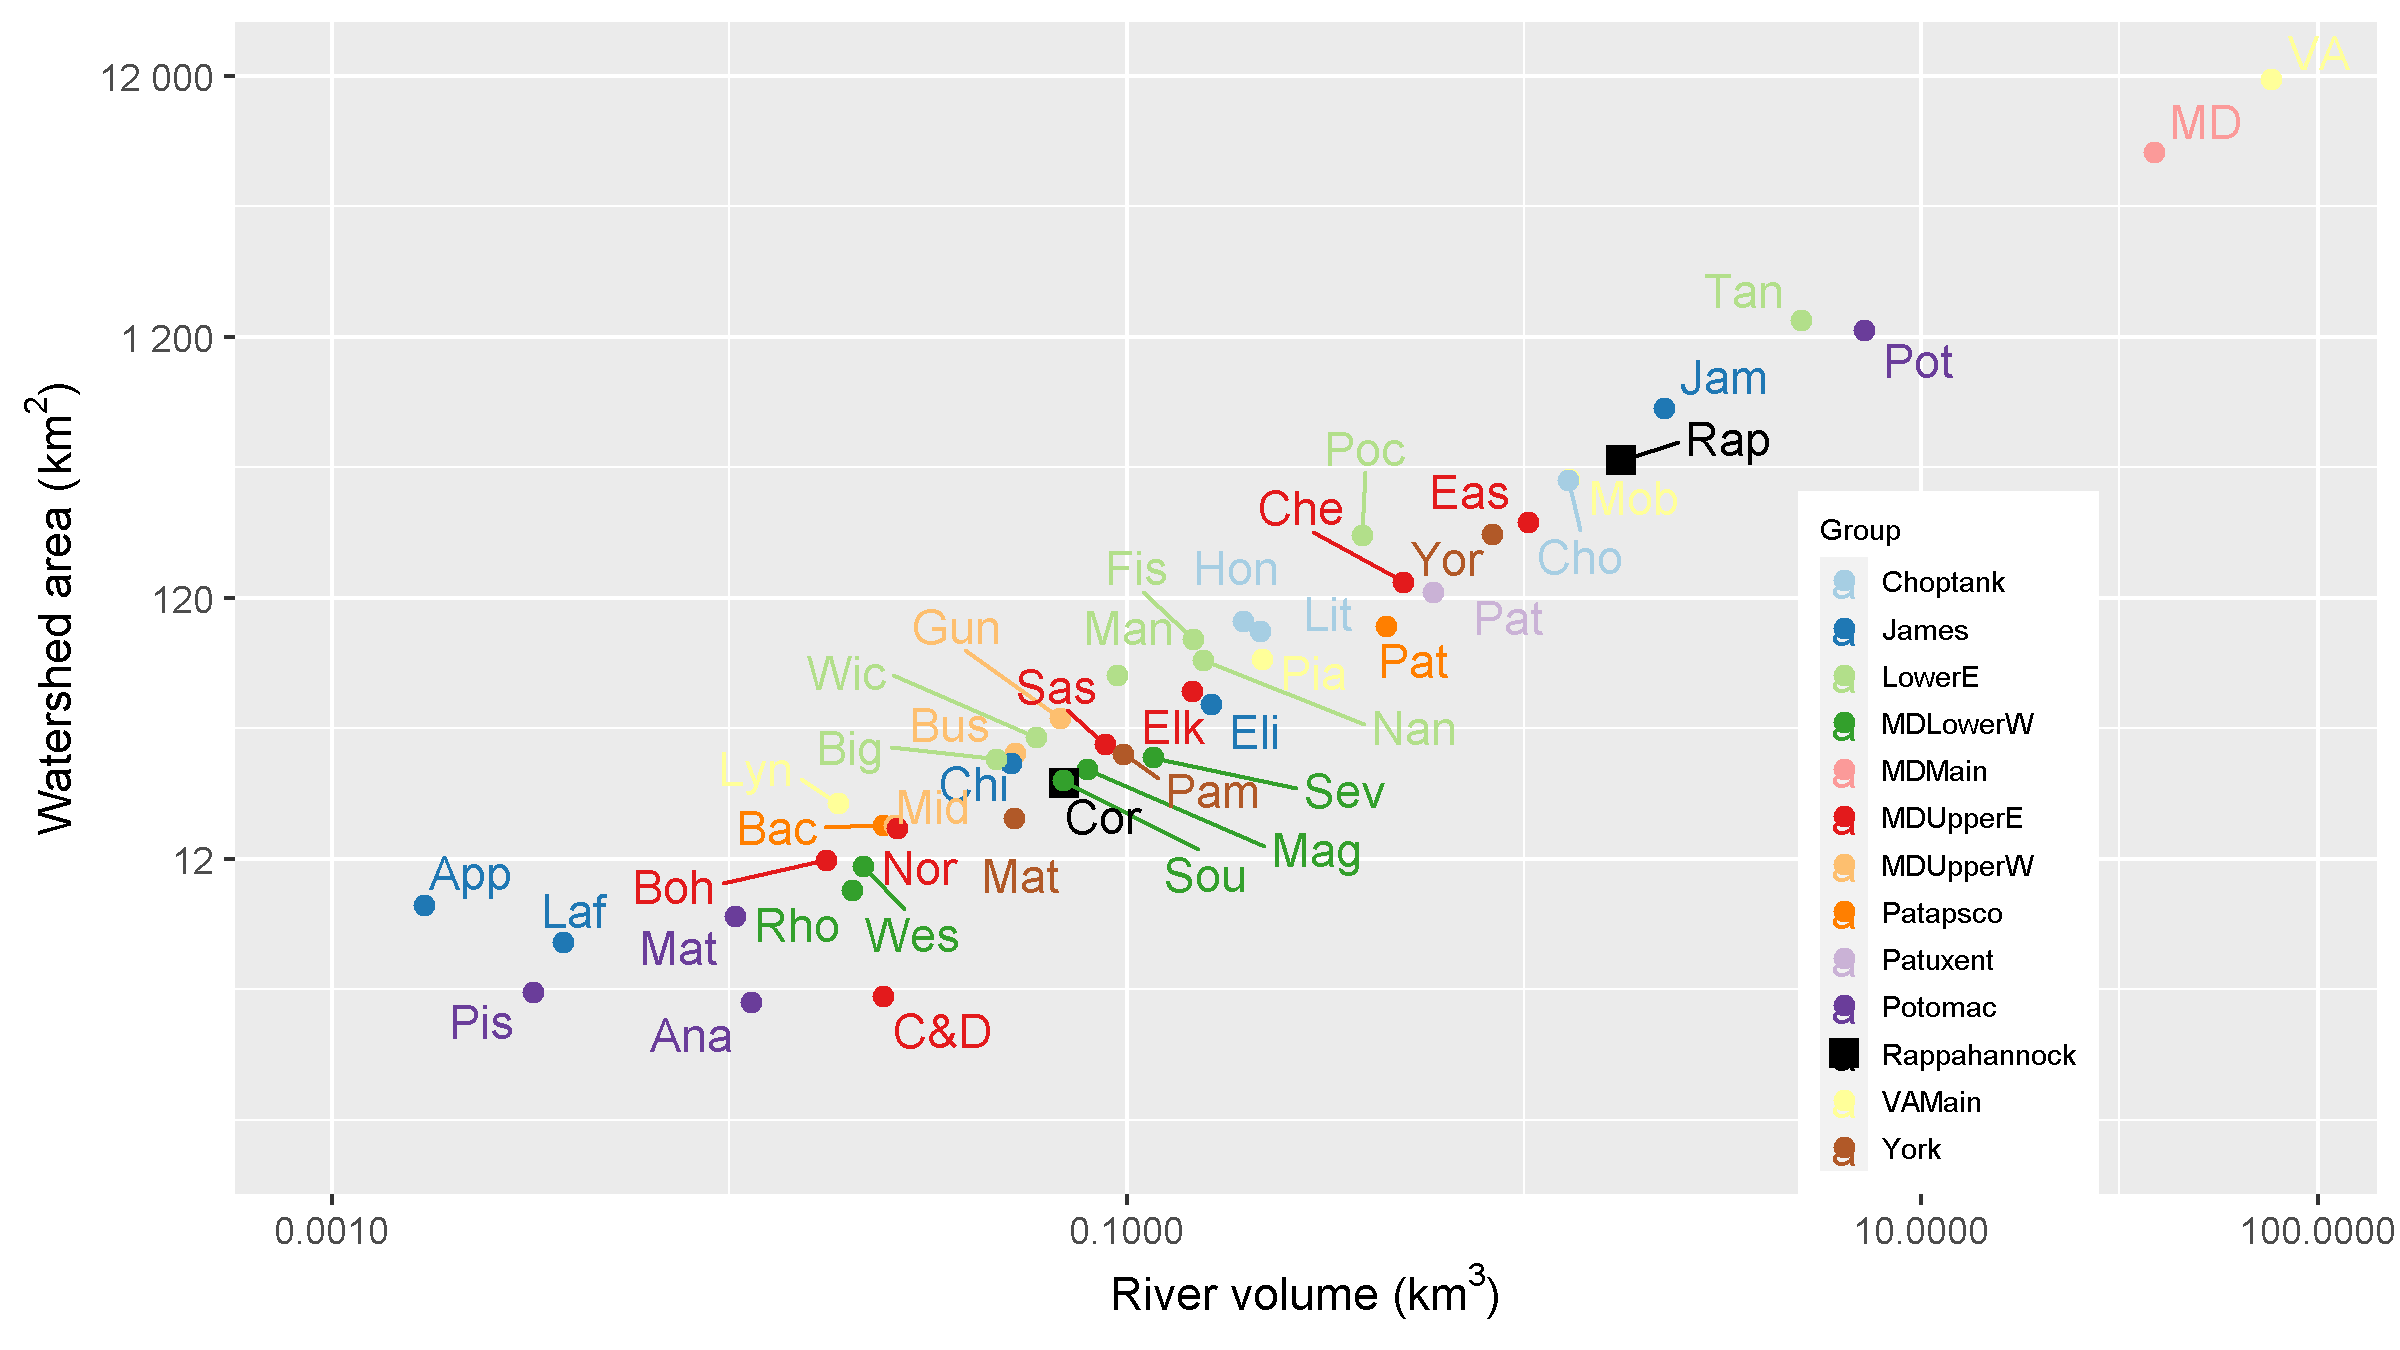 VA
12 000
MD
Tan
1 200
Pot
Jam
Rap
Poc
Che
Eas
Mob
Cho
Yor
Fis
Hon
120
Lit
Pat
Man
Gun
Pat
Pia
Wic
Sas
Nan
Elk
Eli
Bus
Big
Lyn
Chi
Pam
Sev
Mid
Cor
Bac
Mag
12
App
Boh
Nor
Mat
Sou
Laf
Rho
Wes
Mat
Pis
Ana
C&D
Watershed area (km2)
Group
a Choptank
a James
a LowerE
a MDLowerW
a MDMain
a MDUpperE
a MDUpperW
a Patapsco
a Patuxent
a Potomac
a Rappahannock
a VAMain
a York
0.0010 0.1000 10.0000 100.0000
River volume (km3)